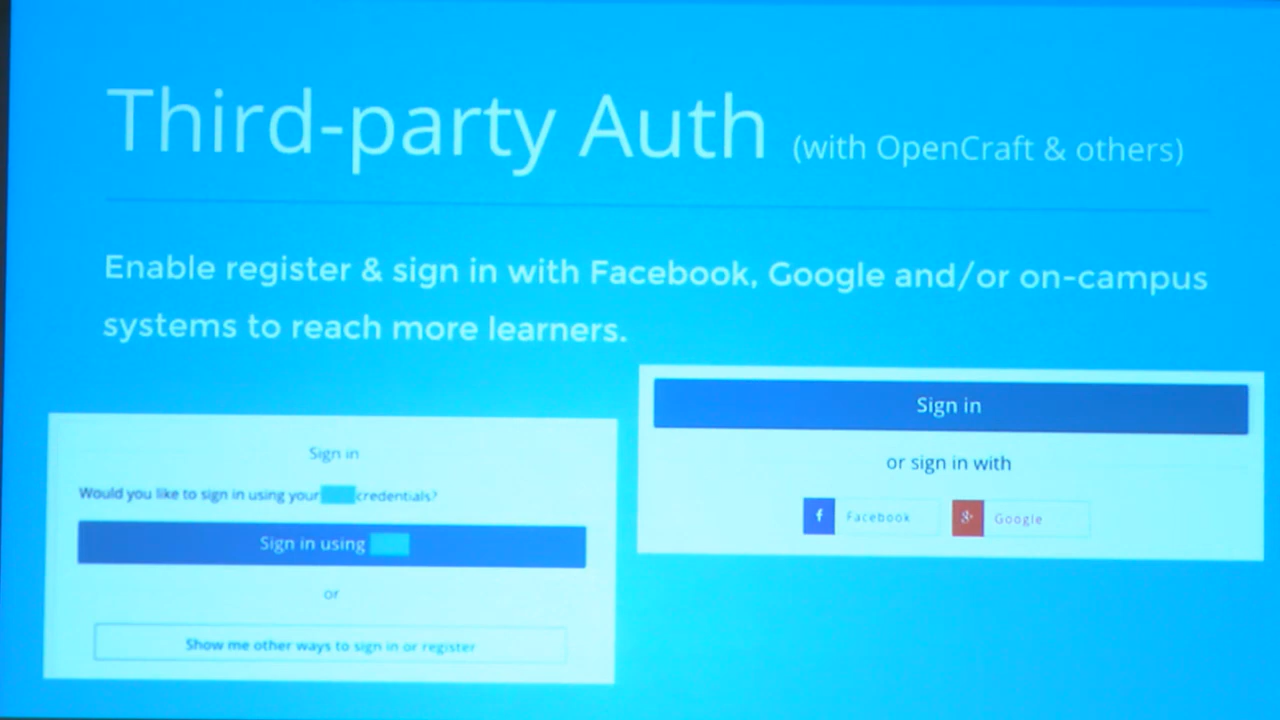 Third-party Auth (with OpenCraft & others)
Enable register & sign in with Facebook, Google and/or on-campus
systems to reach more learners.
Sign in
Would you like to sign in using your credentials?
Sign in using
or
Show me other ways to sign in or register
Sign in
or sign in with
f Facebook
g+ Google